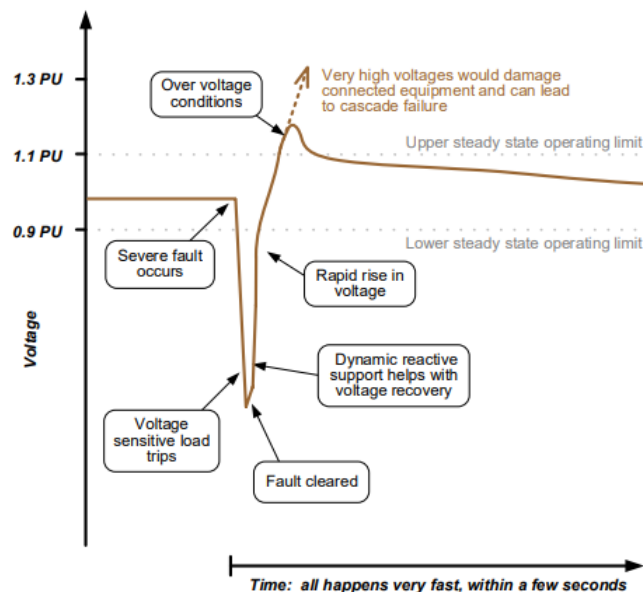 1.3 PU
Over voltage
conditions
Very high voltages would damage
connected equipment and can lead
to cascade failure
Upper steady state operating limit
1.1 PU
0.9 PU
Lower steady state operating limit
Severe fault
occurs
Rapid rise in
voltage
Voltage
Dynamic reactive
support helps with
voltage recovery
Voltage
sensitive load
trips
Fault cleared
Time: all happens very fast, within a few seconds